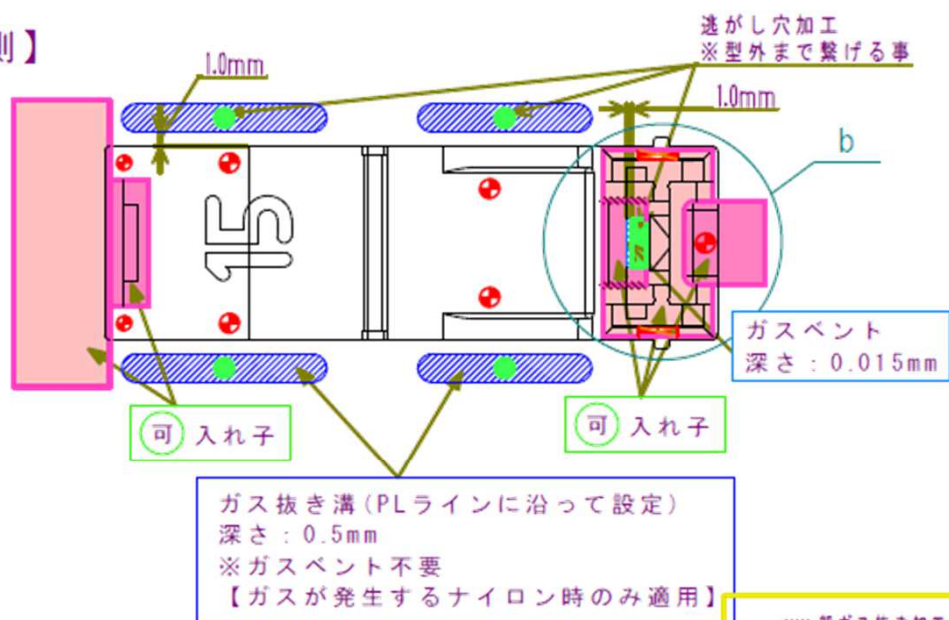 則】
1.0mm
逃がし穴加工
※型外まで繋げる事
1.0mm
b
15
ガスベント
深さ:0.015mm
可 入れ子
可 入れ子
ガス抜き溝(PLラインに沿って設定)
深さ:0.5mm
※ガスベント不要
【ガスが発生するナイロン時のみ適用】